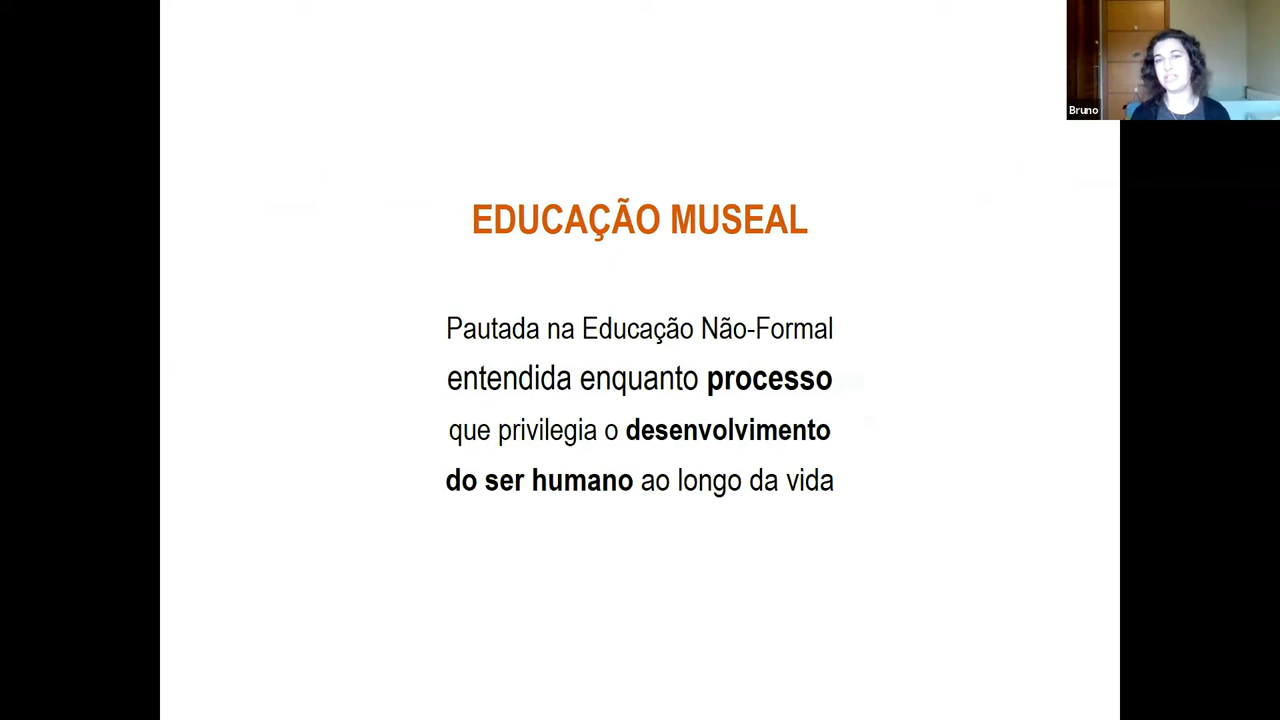 Bruno
EDUCAÇÃO MUSEAL
Pautada na Educação Não-Formal
entendida enquanto processo
que privilegia o desenvolvimento
do ser humano ao longo da vida